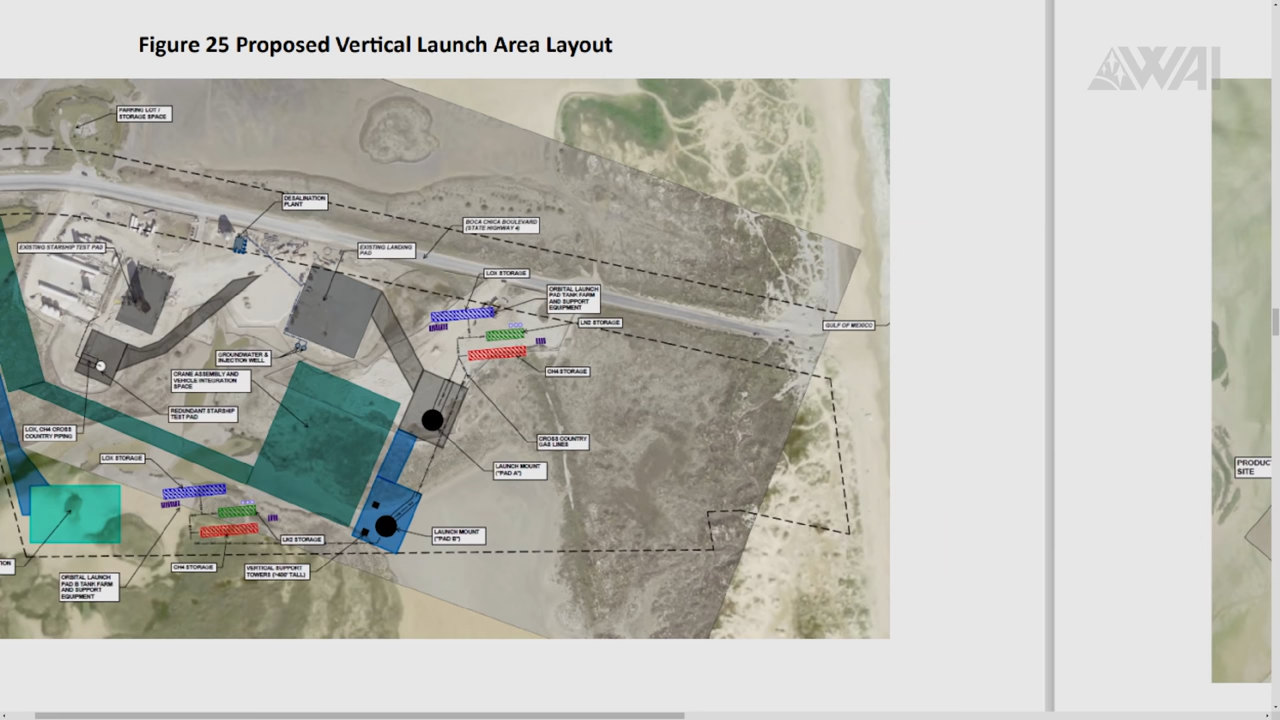 Figure 25 Proposed Vertical Launch Area Layout
WAI
PARKING LOT /
STORAGE SPACE
DESALINATION
PLANT
BOCA CHICA BOULEVARD
(STATE HIGHWAY 4)
EXISTING STARSHIP TEST PAD
EXISTING LANDING
PAD
LOX STORAGE
ORBITAL LAUNCH
PAD TANK FARM
AND SUPPORT
EQUIPMENT
LN2 STORAGE
GULF OF MEXICO
GROUNDWATER &
INJECTION WELL
CH4 STORAGE
CRANE ASSEMBLY AND
VEHICLE INTEGRATION
SPACE
REDUNDANT STARSHIP
TEST PAD
LOX, CH4 CROSS
COUNTRY PIPING
CROSS COUNTRY
GAS LINES
LOX STORAGE
LAUNCH MOUNT
("PAD A")
PRODUC
SITE
LN2 STORAGE
LAUNCH MOUNT
("PAD B")
CH4 STORAGE
VERTICAL SUPPORT
TOWERS (~400' TALL)
TION
ORBITAL LAUNCH
PAD B TANK FARM
AND SUPPORT
EQUIPMENT